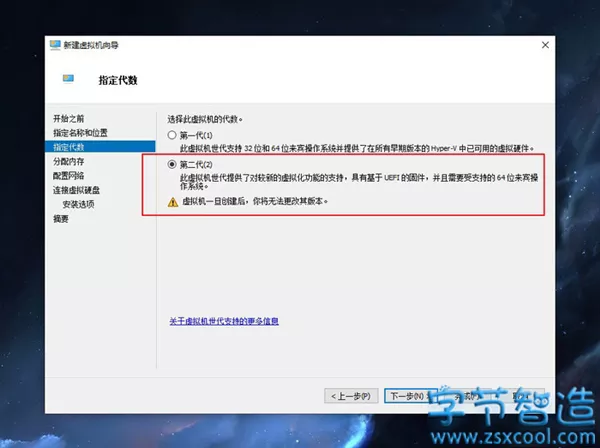 新建虚拟机向导
指定代数
开始之前
指定名称和位置
指定代数
分配内存
配置网络
连接虚拟硬盘
安装选项
摘要
选择此虚拟机的代数。
第一代(1)
此虚拟机世代支持 32 位和 64 位来宾操作系统并提供了在所有早期版本的 Hyper-V 中已可用的虚拟硬件。
第二代(2)
此虚拟机世代提供了对较新的虚拟化功能的支持，具有基于 UEFI 的固件，并且需要受支持的 64 位来宾操
作系统。
虚拟机一旦创建后，你将无法更改其版本。
关于虚拟机世代支持的更多信息
< 上一步(P)
下一步(N) >
字节智造
www.zsxcool.com